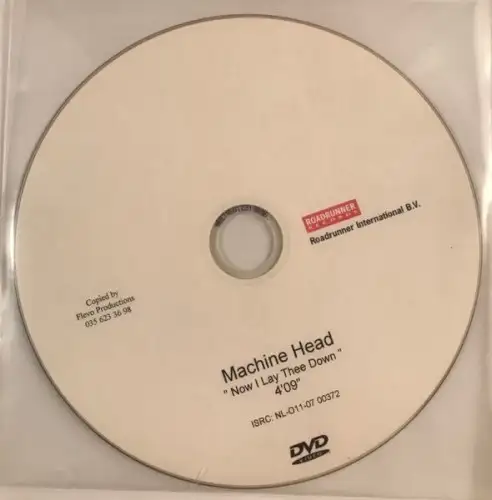 ROADRUNNER
RECORDS
Roadrunner International B.V.
Copied by
Flevo Productions
035 623 36 98
Machine Head
" Now I Lay Thee Down "
4'09"
ISRC: NL-O11-07 00372
DVD
VIDEO